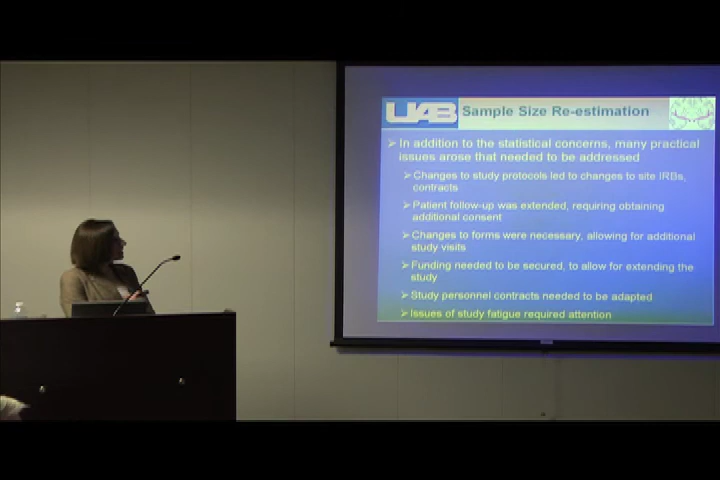 UAB Sample Size Re-estimation
In addition to the statistical concerns, many practical
issues arose that needed to be addressed
Changes to study protocols led to changes to site IRBs,
contracts
Patient follow-up was extended, requiring obtaining
additional consent
Changes to forms were necessary, allowing for additional
study visits
Funding needed to be secured, to allow for extending the
study
Study personnel contracts needed to be adapted
Issues of study fatigue required attention